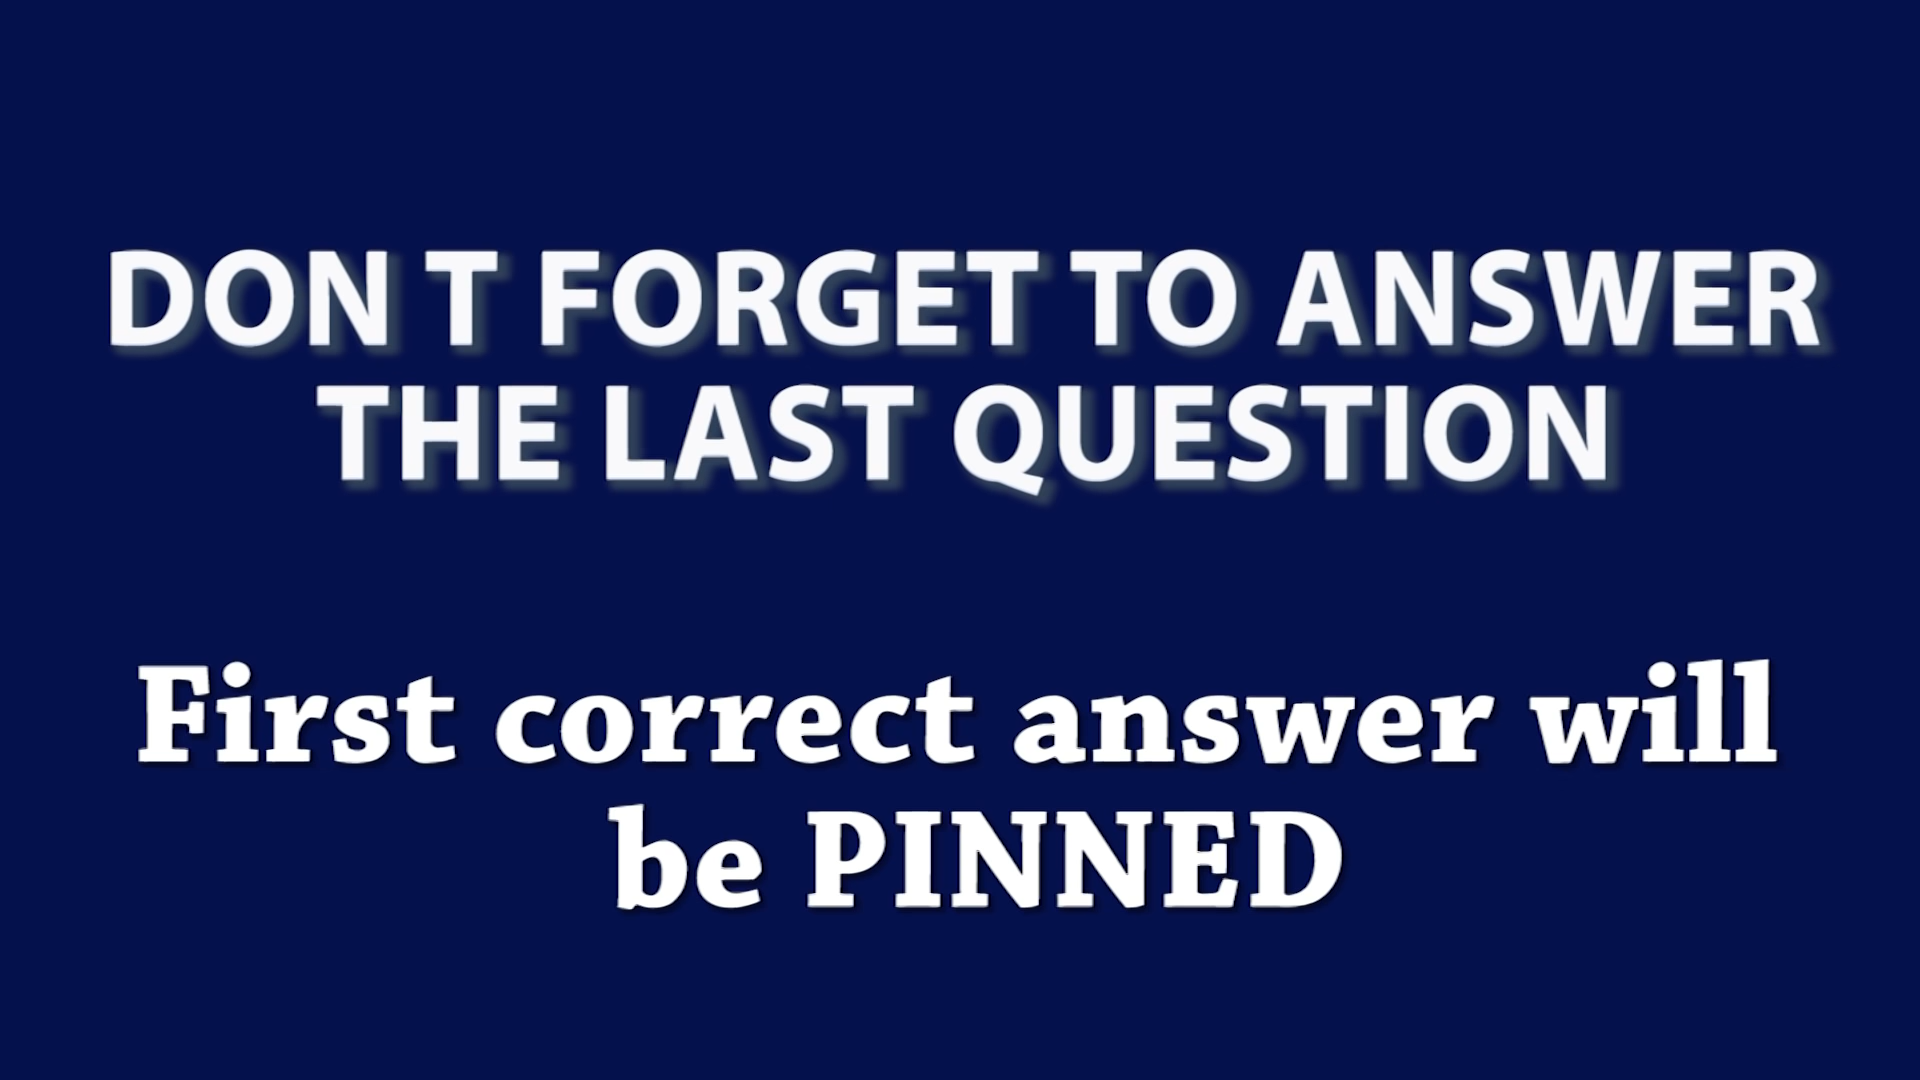 DON T FORGET TO ANSWER
THE LAST QUESTION
First correct answer will
be PINNED